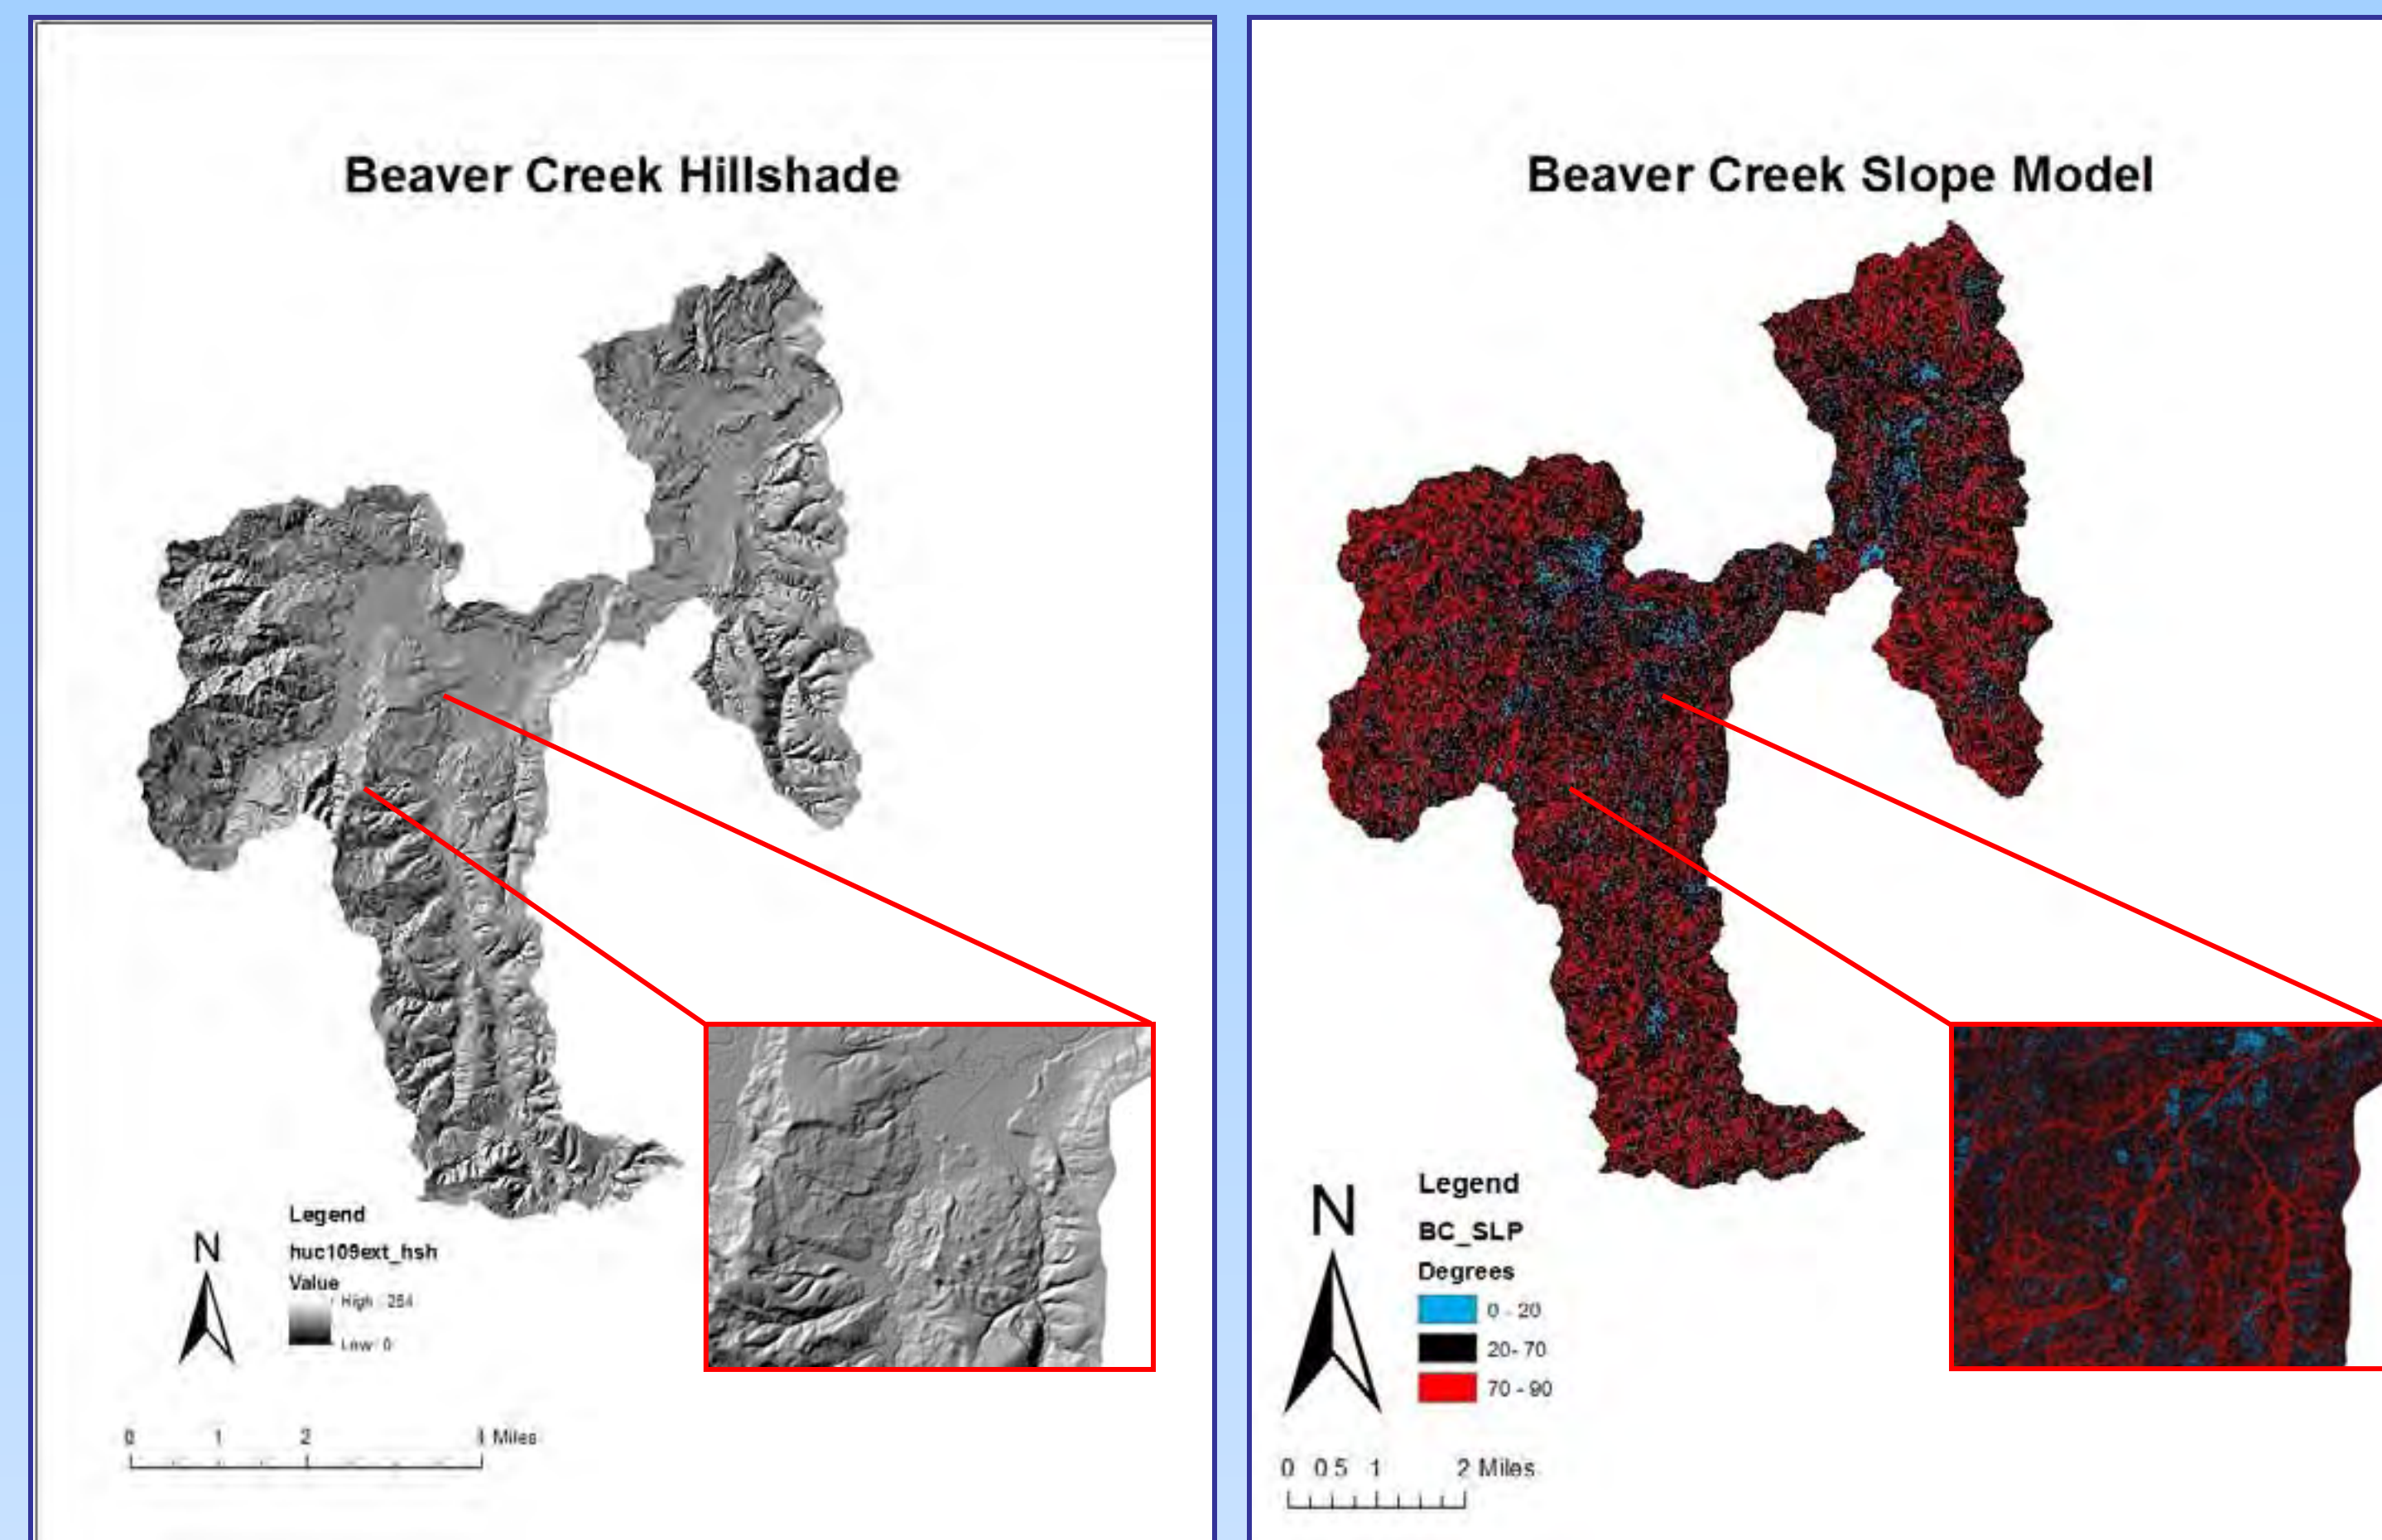 Beaver Creek Hillshade
Legend
N
huc109ext_hsh
Value
High : 254
Low : 0
0 1 2 4 Miles
Beaver Creek Slope Model
N
Legend
BC_SLP
Degrees
0 - 20
20- 70
70 - 90
0 0.5 1 2 Miles